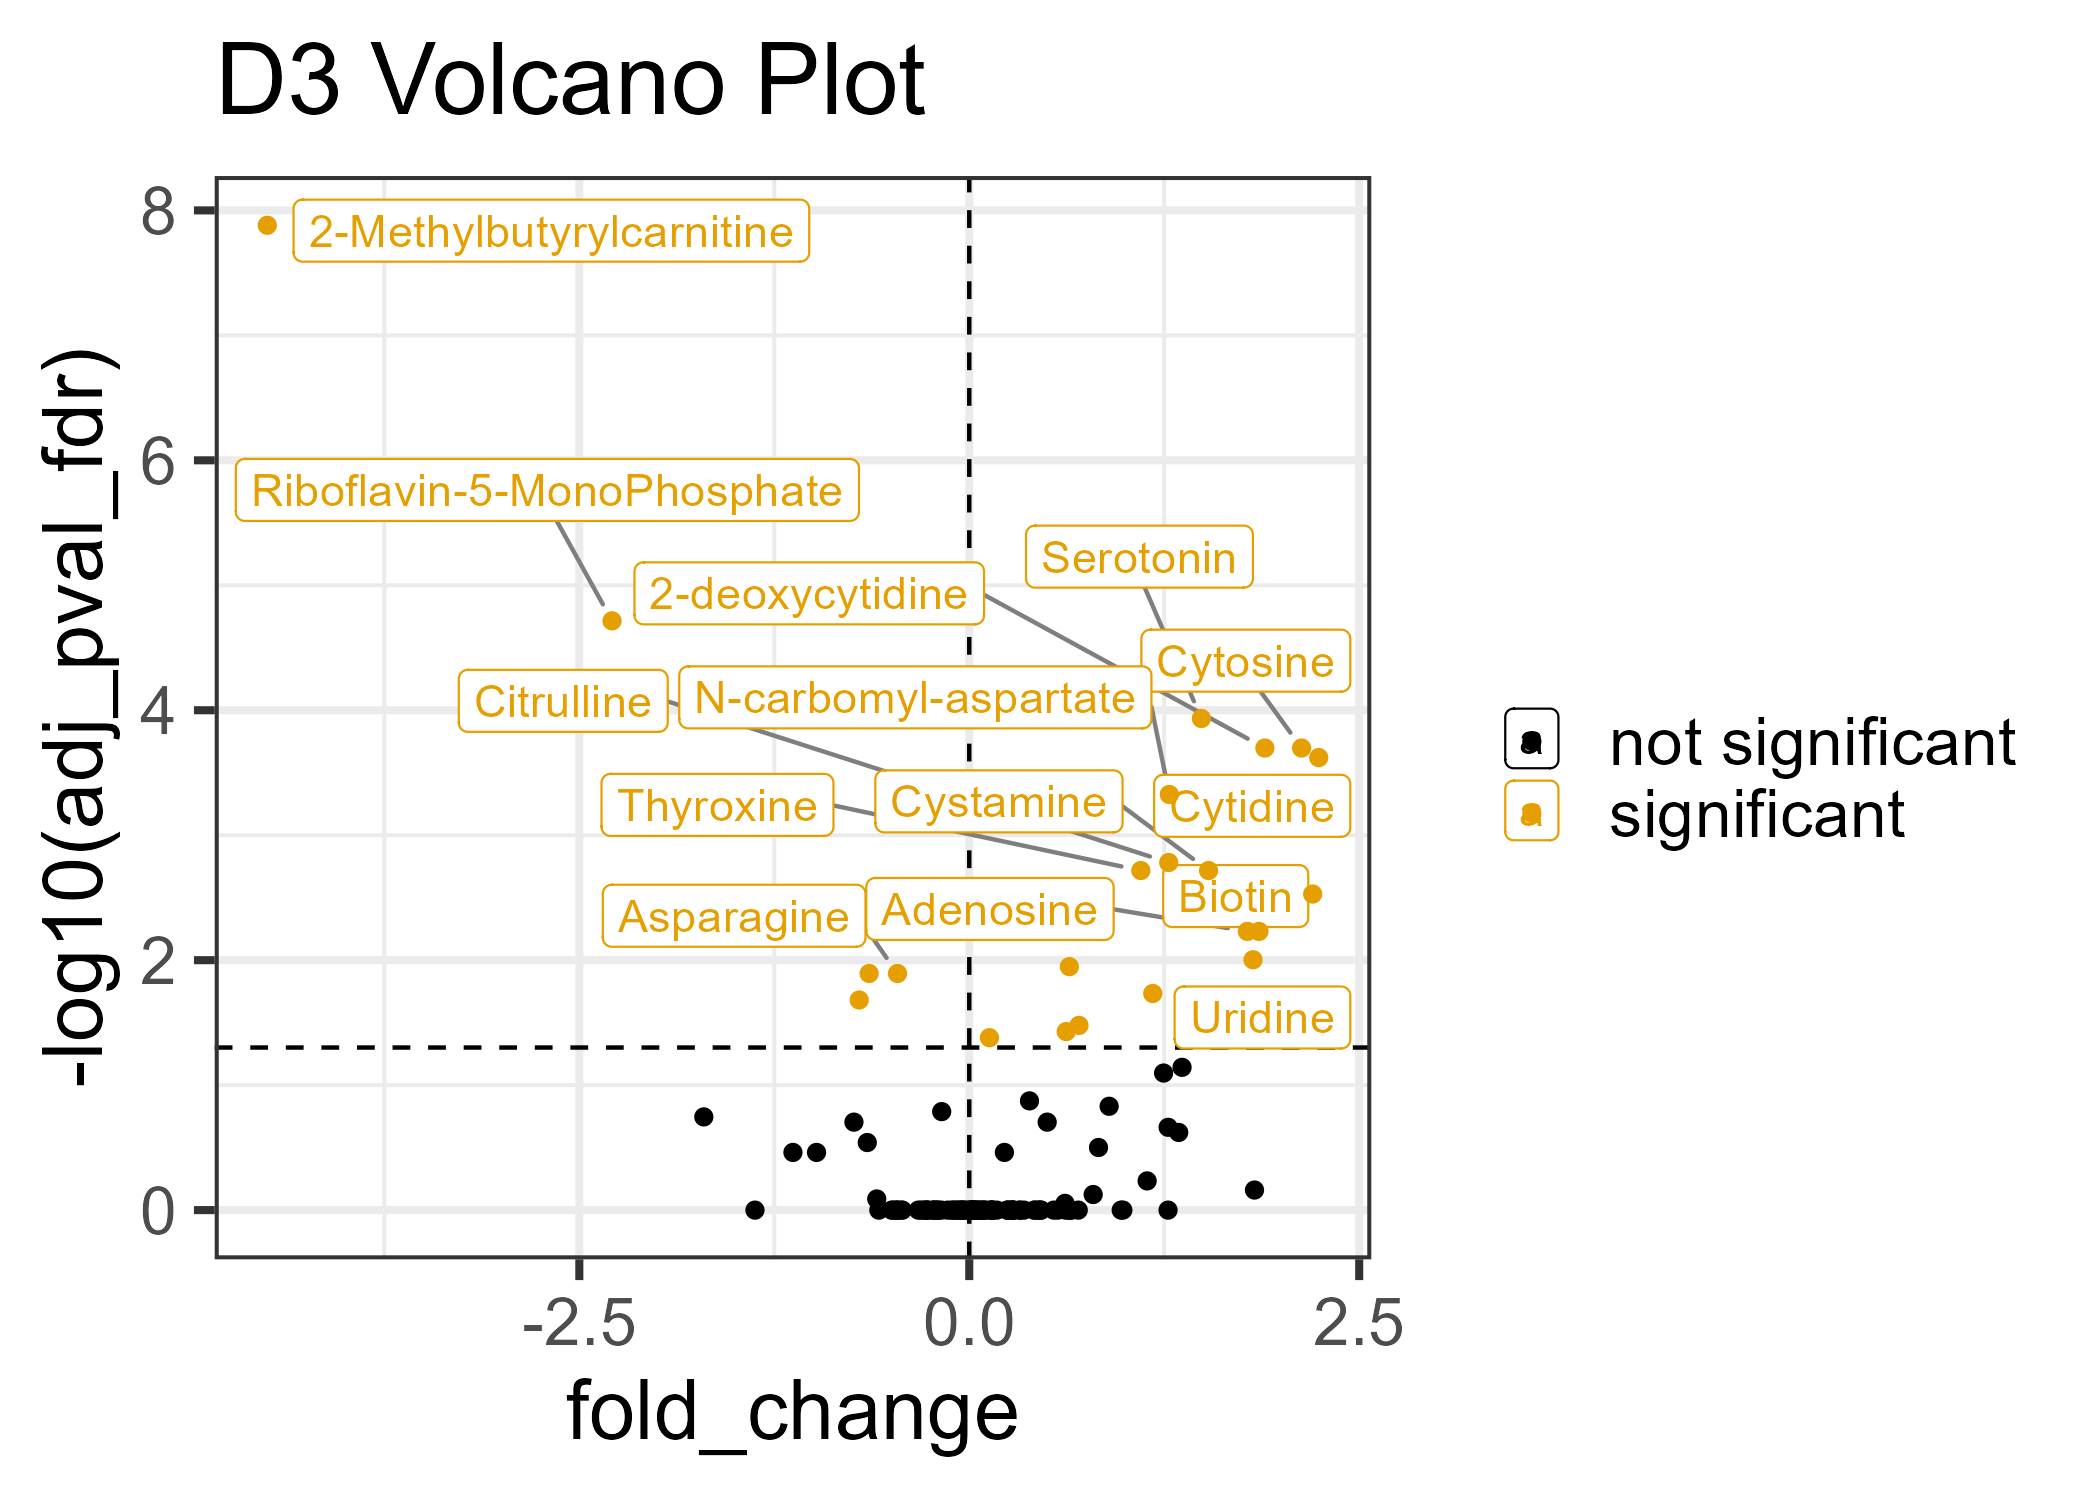 D3 Volcano Plot
-log10(adj_pval_fdr)
8
6
4
2
0
2-Methylbutyrylcarnitine
Riboflavin-5-MonoPhosphate
Serotonin
2-deoxycytidine
Cytosine
Citrulline
N-carbomyl-aspartate
Thyroxine
Cystamine
Cytidine
Biotin
Asparagine
Adenosine
Uridine
a not significant
a significant
-2.5 0.0 2.5
fold_change